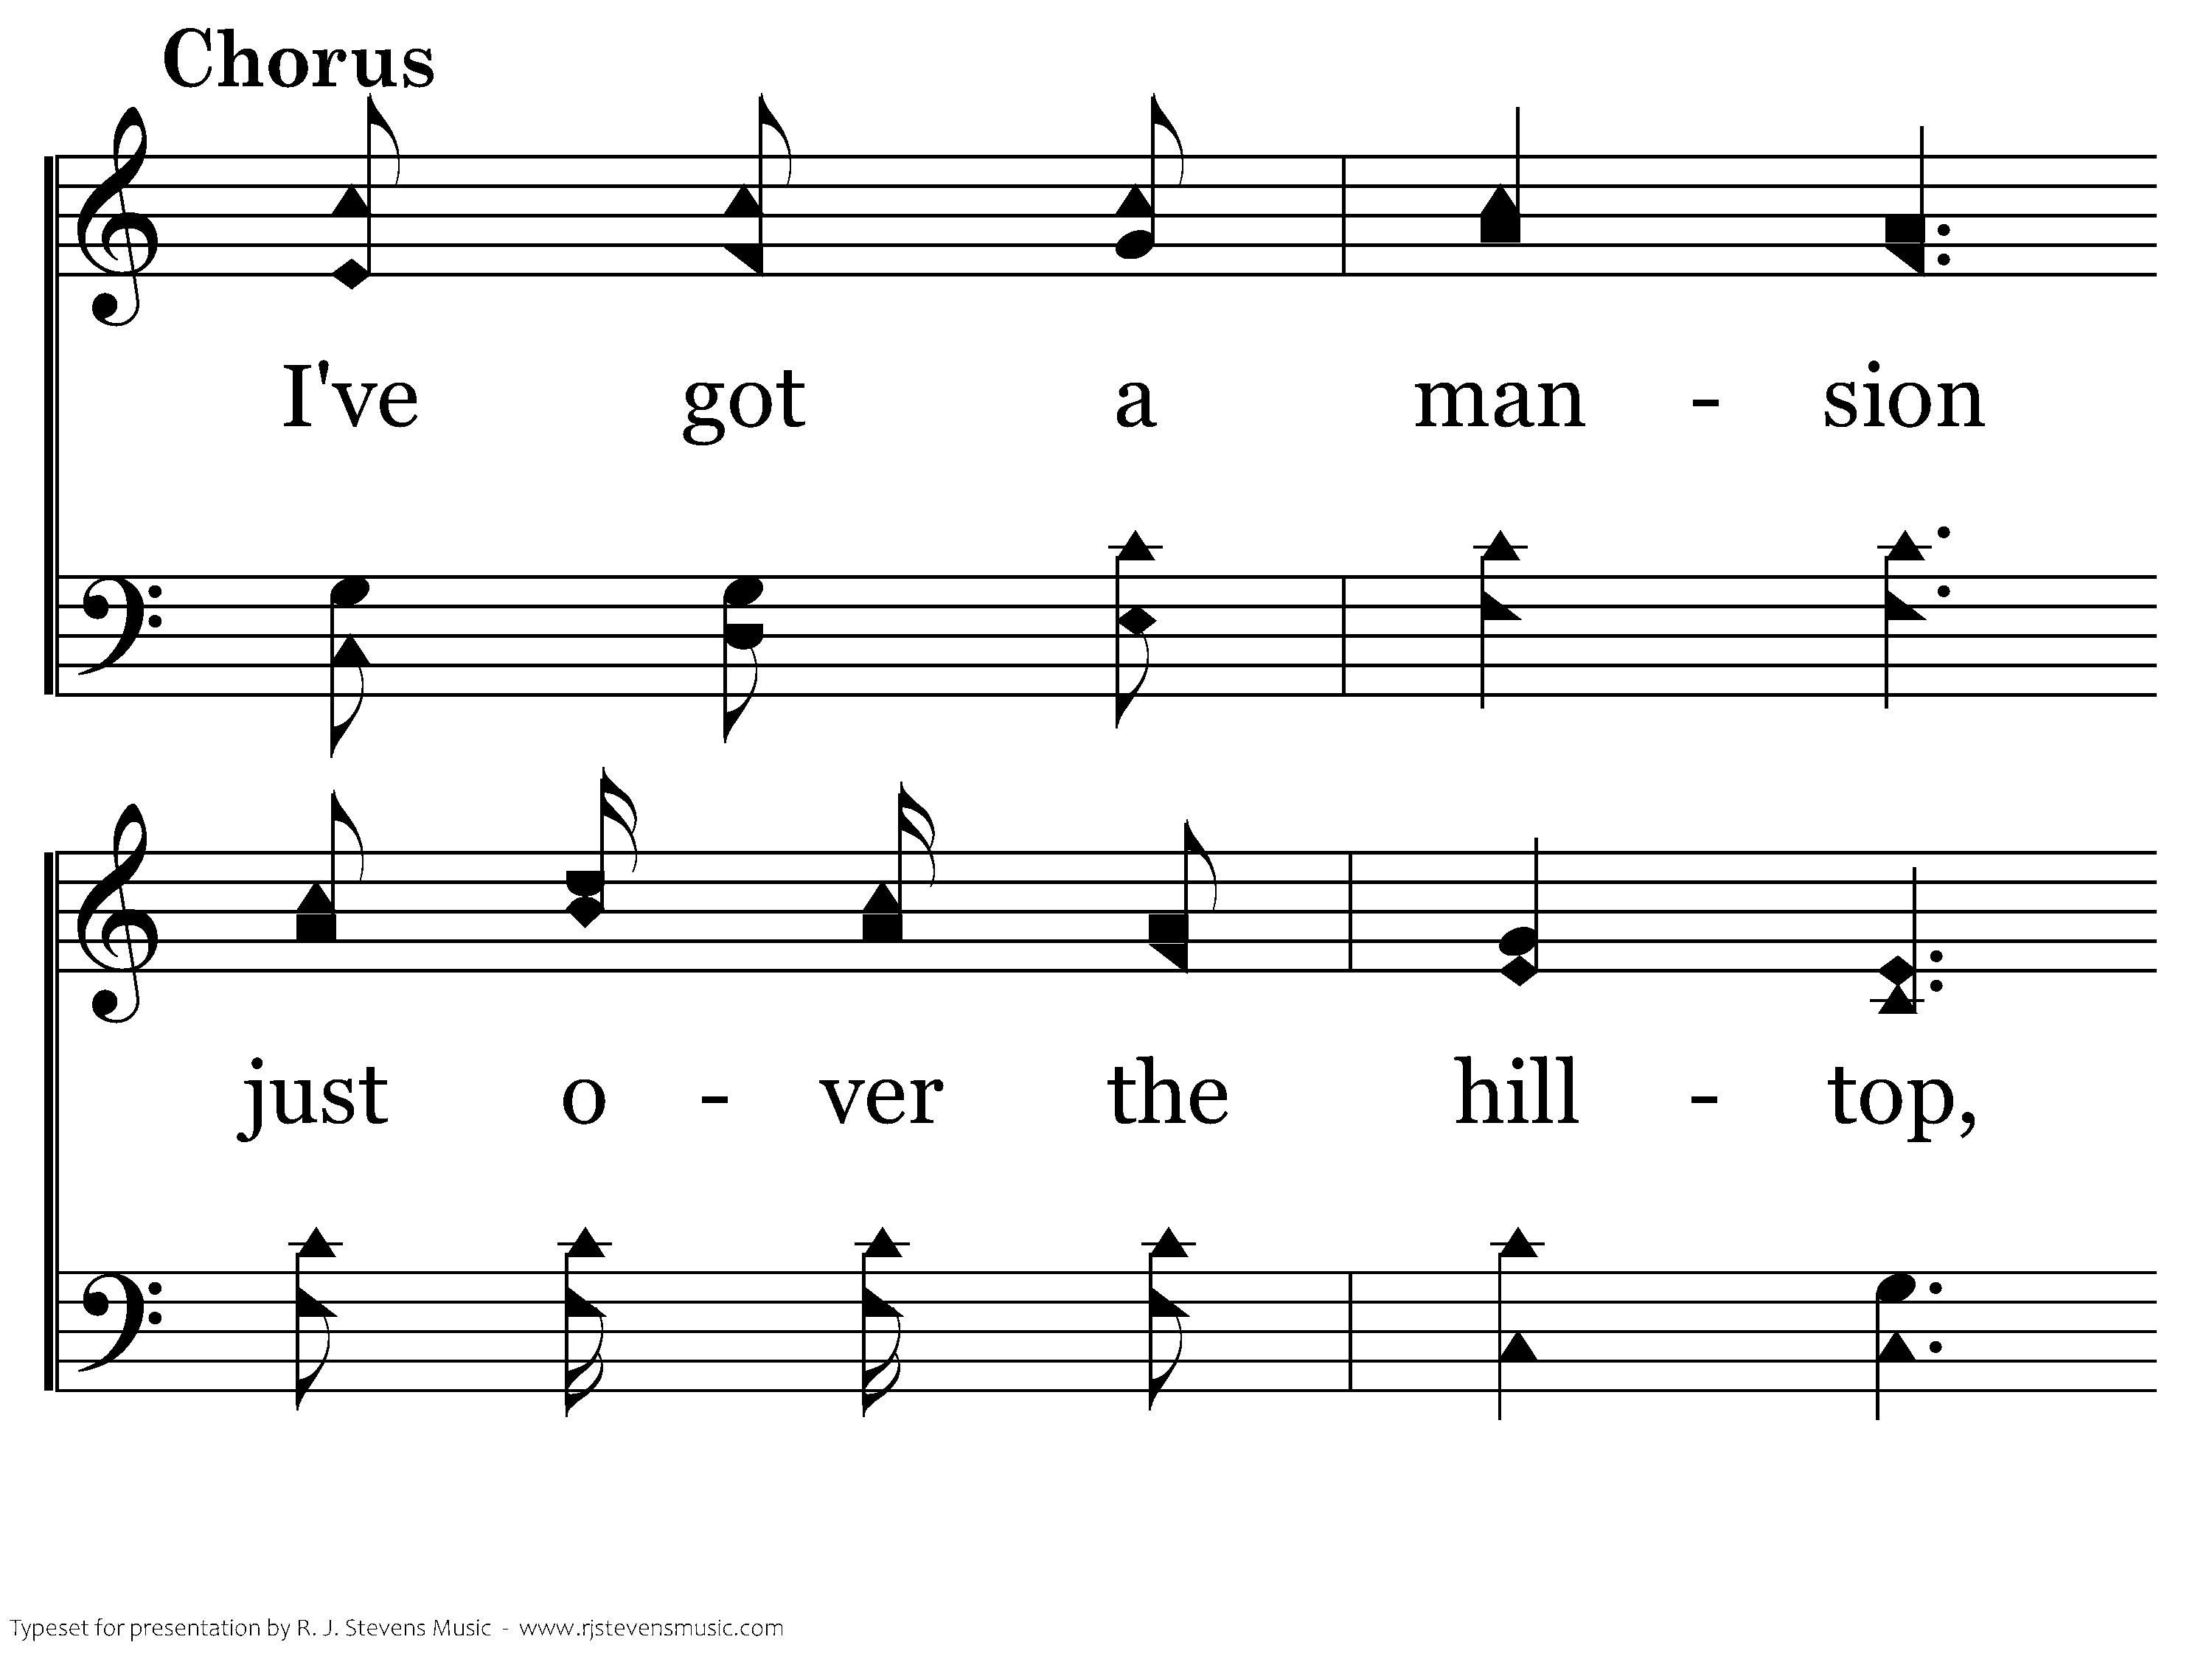 Chorus
I've got a man - sion
just o - ver the hill - top,
Typeset for presentation by R. J. Stevens Music - www.rjstevensmusic.com